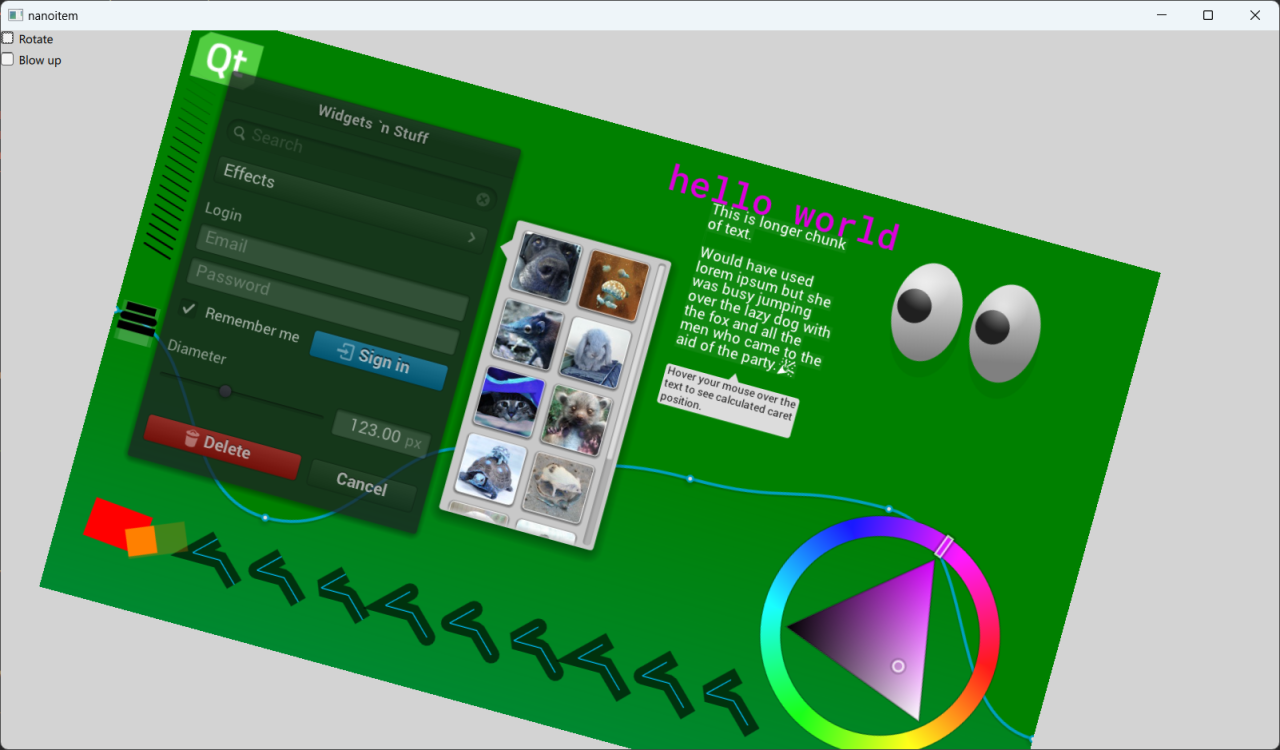 nanoitem
Rotate
Blow up
Qt
Widgets `n Stuff
Search
Effects
Login
Email
Password
Remember me
Sign in
Diameter
123.00 px
Delete
Cancel
hello world
This is longer chunk
of text.
Would have used
lorem ipsum but she
was busy jumping
over the lazy dog with
the fox and all the
men who came to the
aid of the party.🎉
Hover your mouse over the
text to see calculated caret
position.